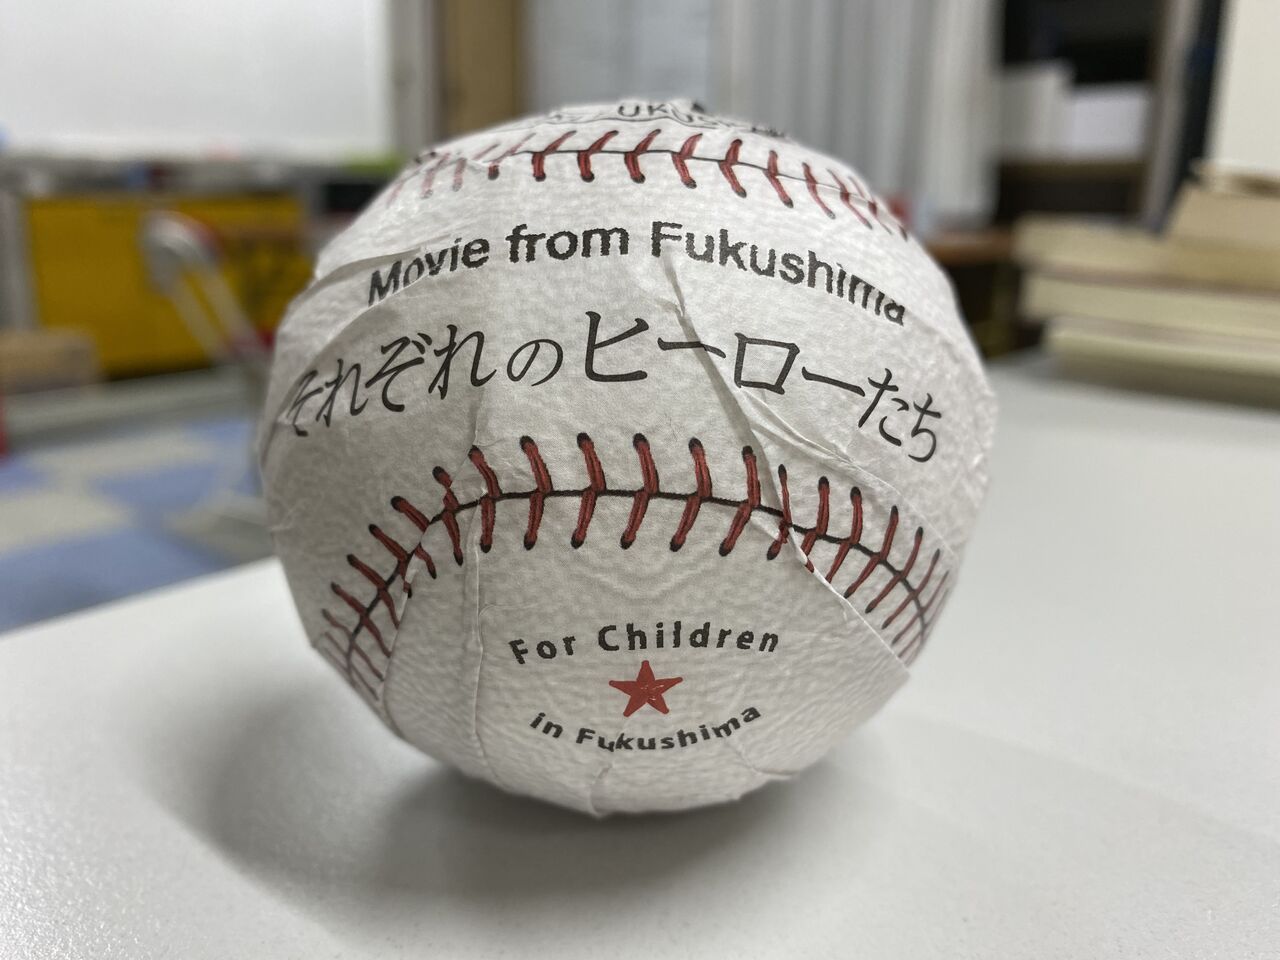 Movie from Fukushima
それぞれのヒーローたち
For Children
in Fukushima